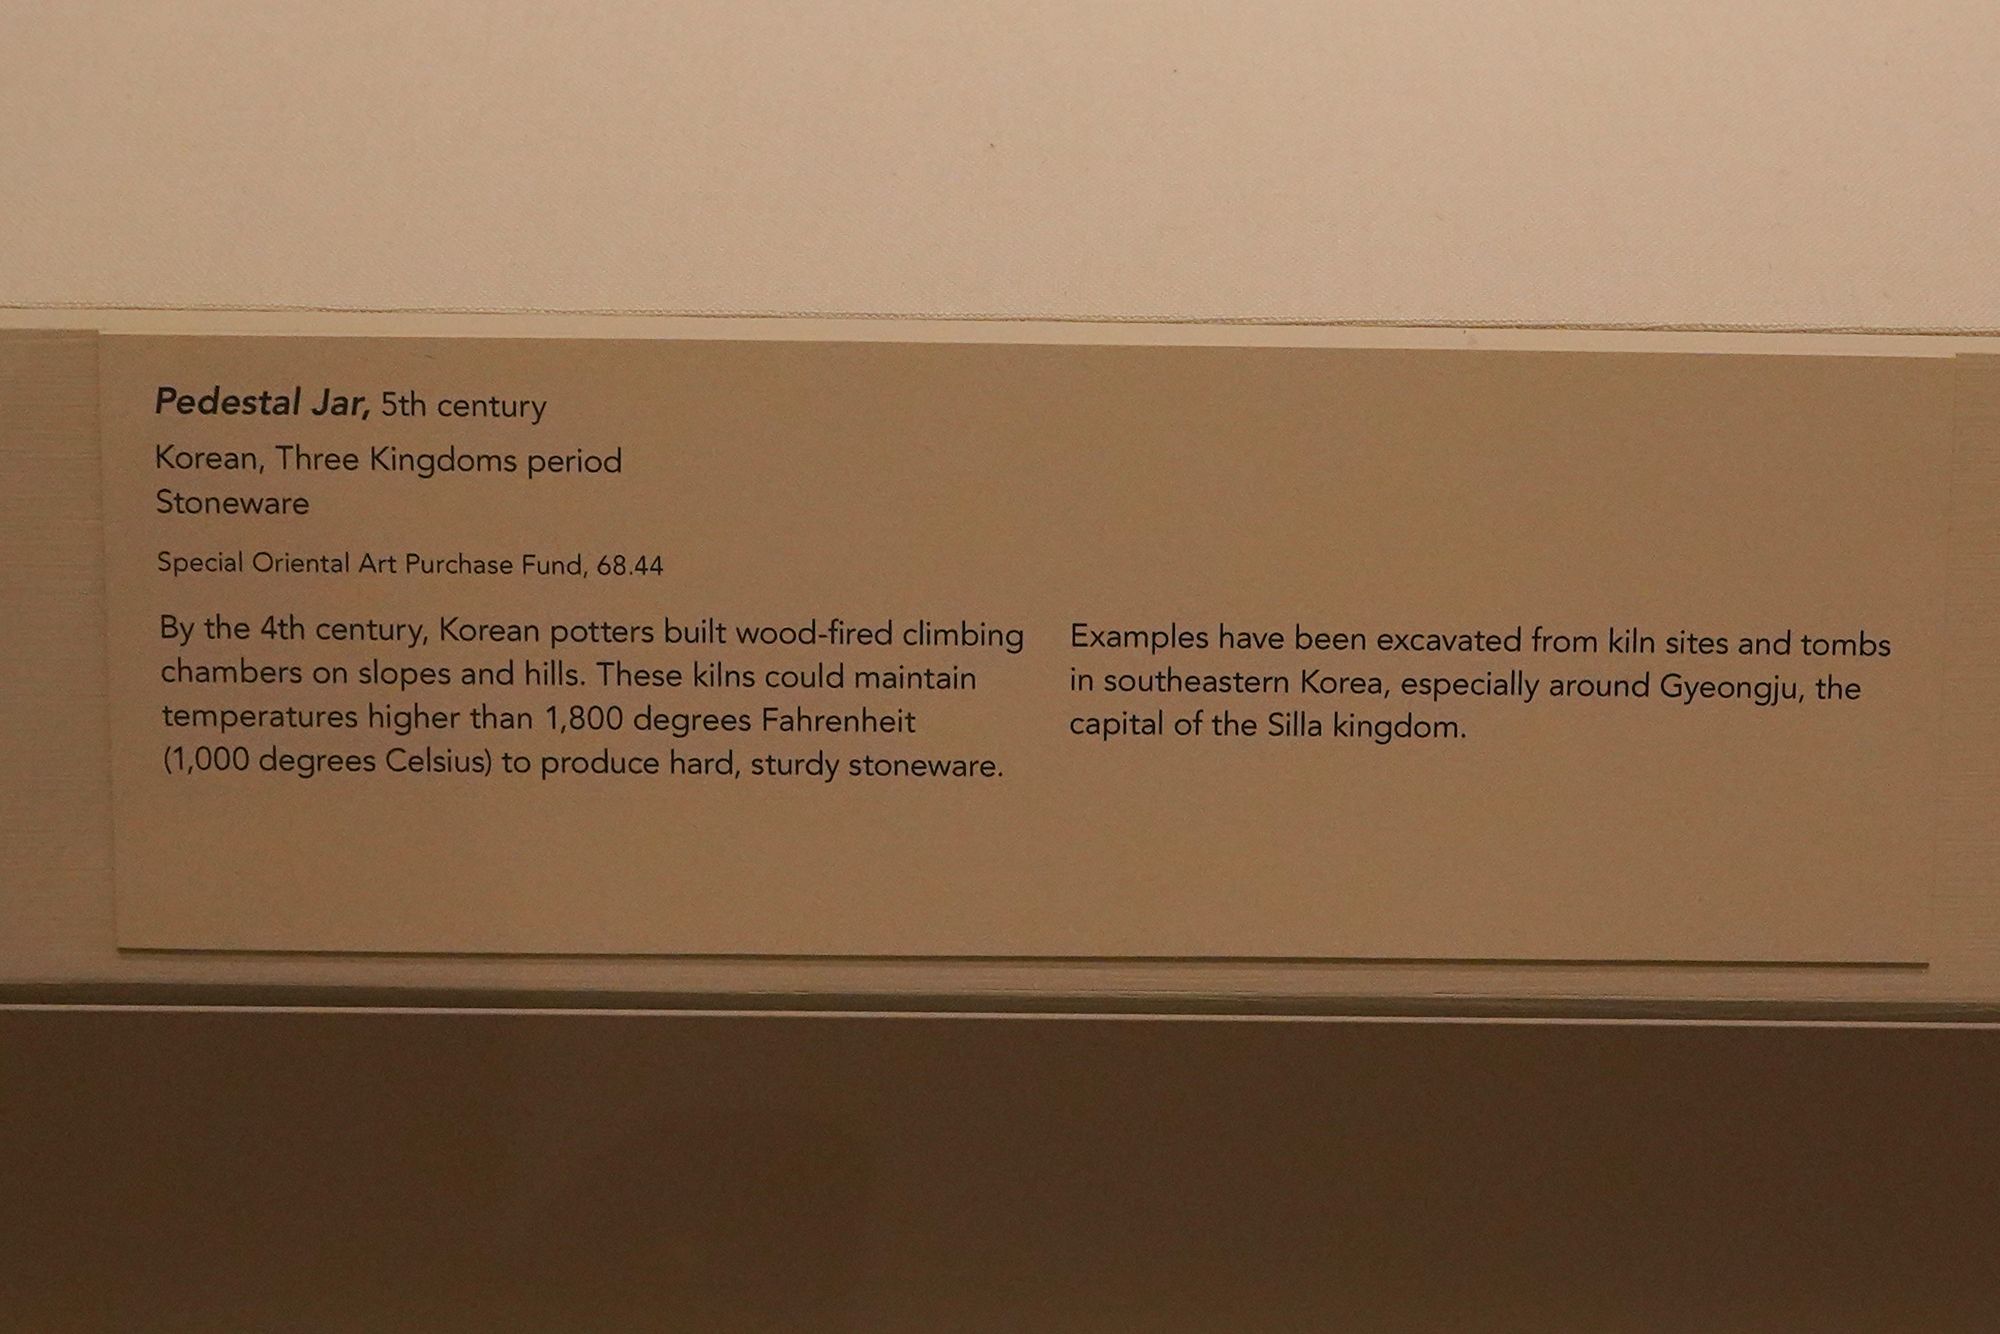 Pedestal Jar, 5th century
Korean, Three Kingdoms period
Stoneware
Special Oriental Art Purchase Fund, 68.44
By the 4th century, Korean potters built wood-fired climbing
chambers on slopes and hills. These kilns could maintain
temperatures higher than 1,800 degrees Fahrenheit
(1,000 degrees Celsius) to produce hard, sturdy stoneware.
Examples have been excavated from kiln sites and tombs
in southeastern Korea, especially around Gyeongju, the
capital of the Silla kingdom.